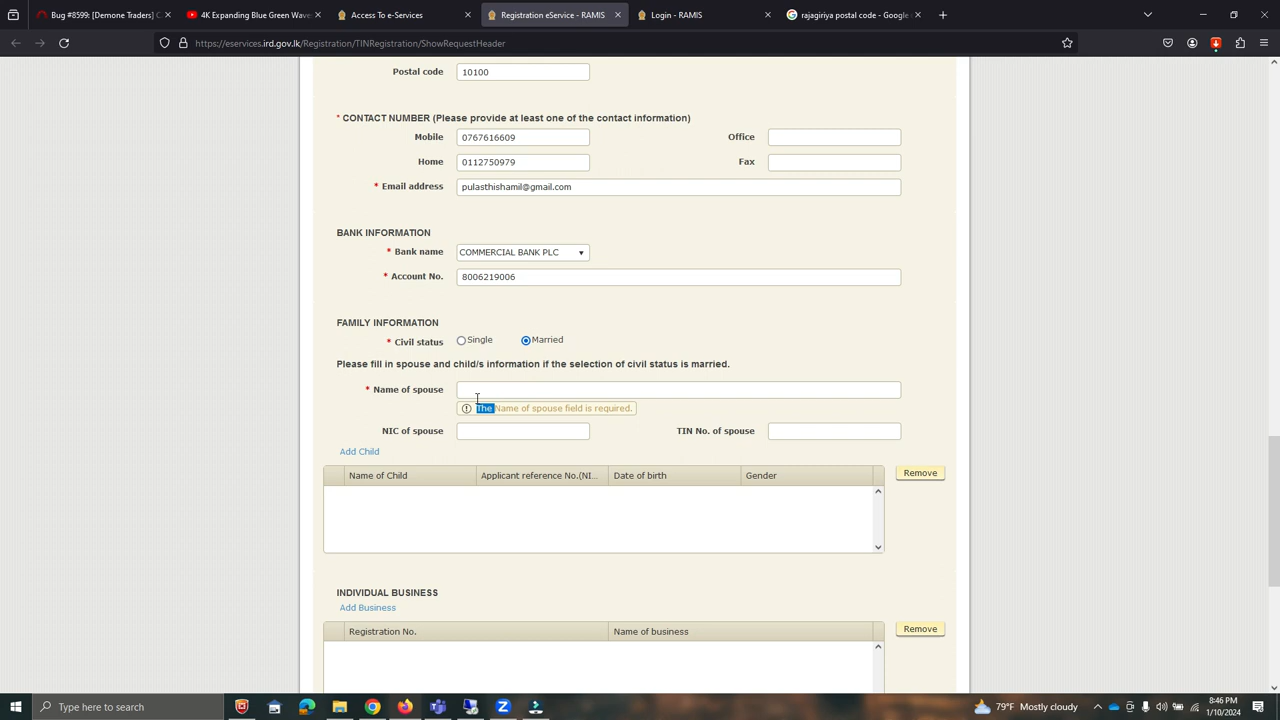 Buy #8599: [Demo Traders] C
4K Expanding Blue Green Wave
Access To e-Services
Registration eService - RAMIS
Login - RAMIS
rajagiriya postal code - Google
https://eservices.ird.gov.lk/Registration/TINRegistration/ShowRequestHeader
Postal code 10100
* CONTACT NUMBER (Please provide at least one of the contact information)
Mobile 0767616609 Office
Home 0112750979 Fax
* Email address pulasthishamil@gmail.com
BANK INFORMATION
* Bank name COMMERCIAL BANK PLC
* Account No. 8006219006
FAMILY INFORMATION
* Civil status Single Married
Please fill in spouse and child/s information if the selection of civil status is married.
* Name of spouse
The Name of spouse field is required.
NIC of spouse TIN No. of spouse
Add Child
Name of Child Applicant reference No.(NI... Date of birth Gender Remove
INDIVIDUAL BUSINESS
Add Business
Registration No. Name of business Remove
Type here to search 79°F Mostly cloudy 8:46 PM
1/10/2024